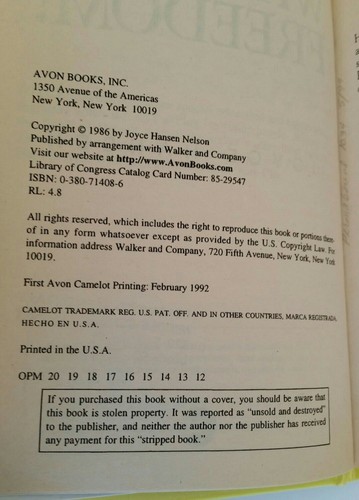 FREEDOM?
AVON BOOKS, INC.
1350 Avenue of the Americas
New York, New York 10019
Copyright © 1986 by Joyce Hansen Nelson
Published by arrangement with Walker and Company
Visit our website at http://www.AvonBooks.com
Library of Congress Catalog Card Number: 85-29547
ISBN: 0-380-71408-6
RL: 4.8
All rights reserved, which includes the right to reproduce this book or portions there-
of in any form whatsoever except as provided by the U.S. Copyright Law. For
information address Walker and Company, 720 Fifth Avenue, New York, New York
10019.
First Avon Camelot Printing: February 1992
CAMELOT TRADEMARK REG. U.S. PAT. OFF. AND IN OTHER COUNTRIES, MARCA REGISTRADA,
HECHO EN U.S.A.
Printed in the U.S.A.
OPM 20 19 18 17 16 15 14 13 12
If you purchased this book without a cover, you should be aware that
this book is stolen property. It was reported as "unsold and destroyed"
to the publisher, and neither the author nor the publisher has received
any payment for this "stripped book."